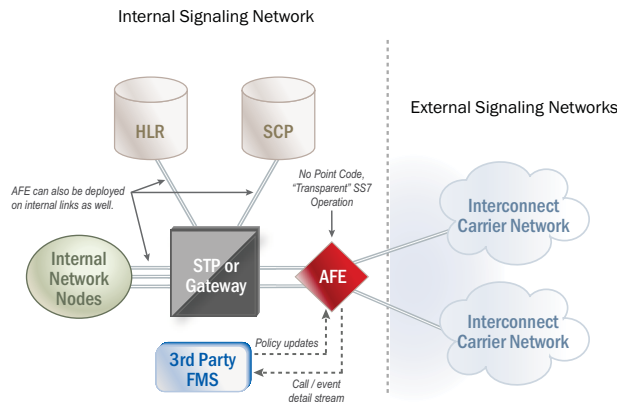 Internal Signaling Network
External Signaling Networks
HLR
SCP
AFE can also be deployed
on internal links as well.
No Point Code,
“Transparent” SS7
Operation
Interconnect
Carrier Network
Internal
Network
Nodes
STP or
Gateway
AFE
Interconnect
Carrier Network
Policy updates
3rd Party
FMS
Call / event
detail stream